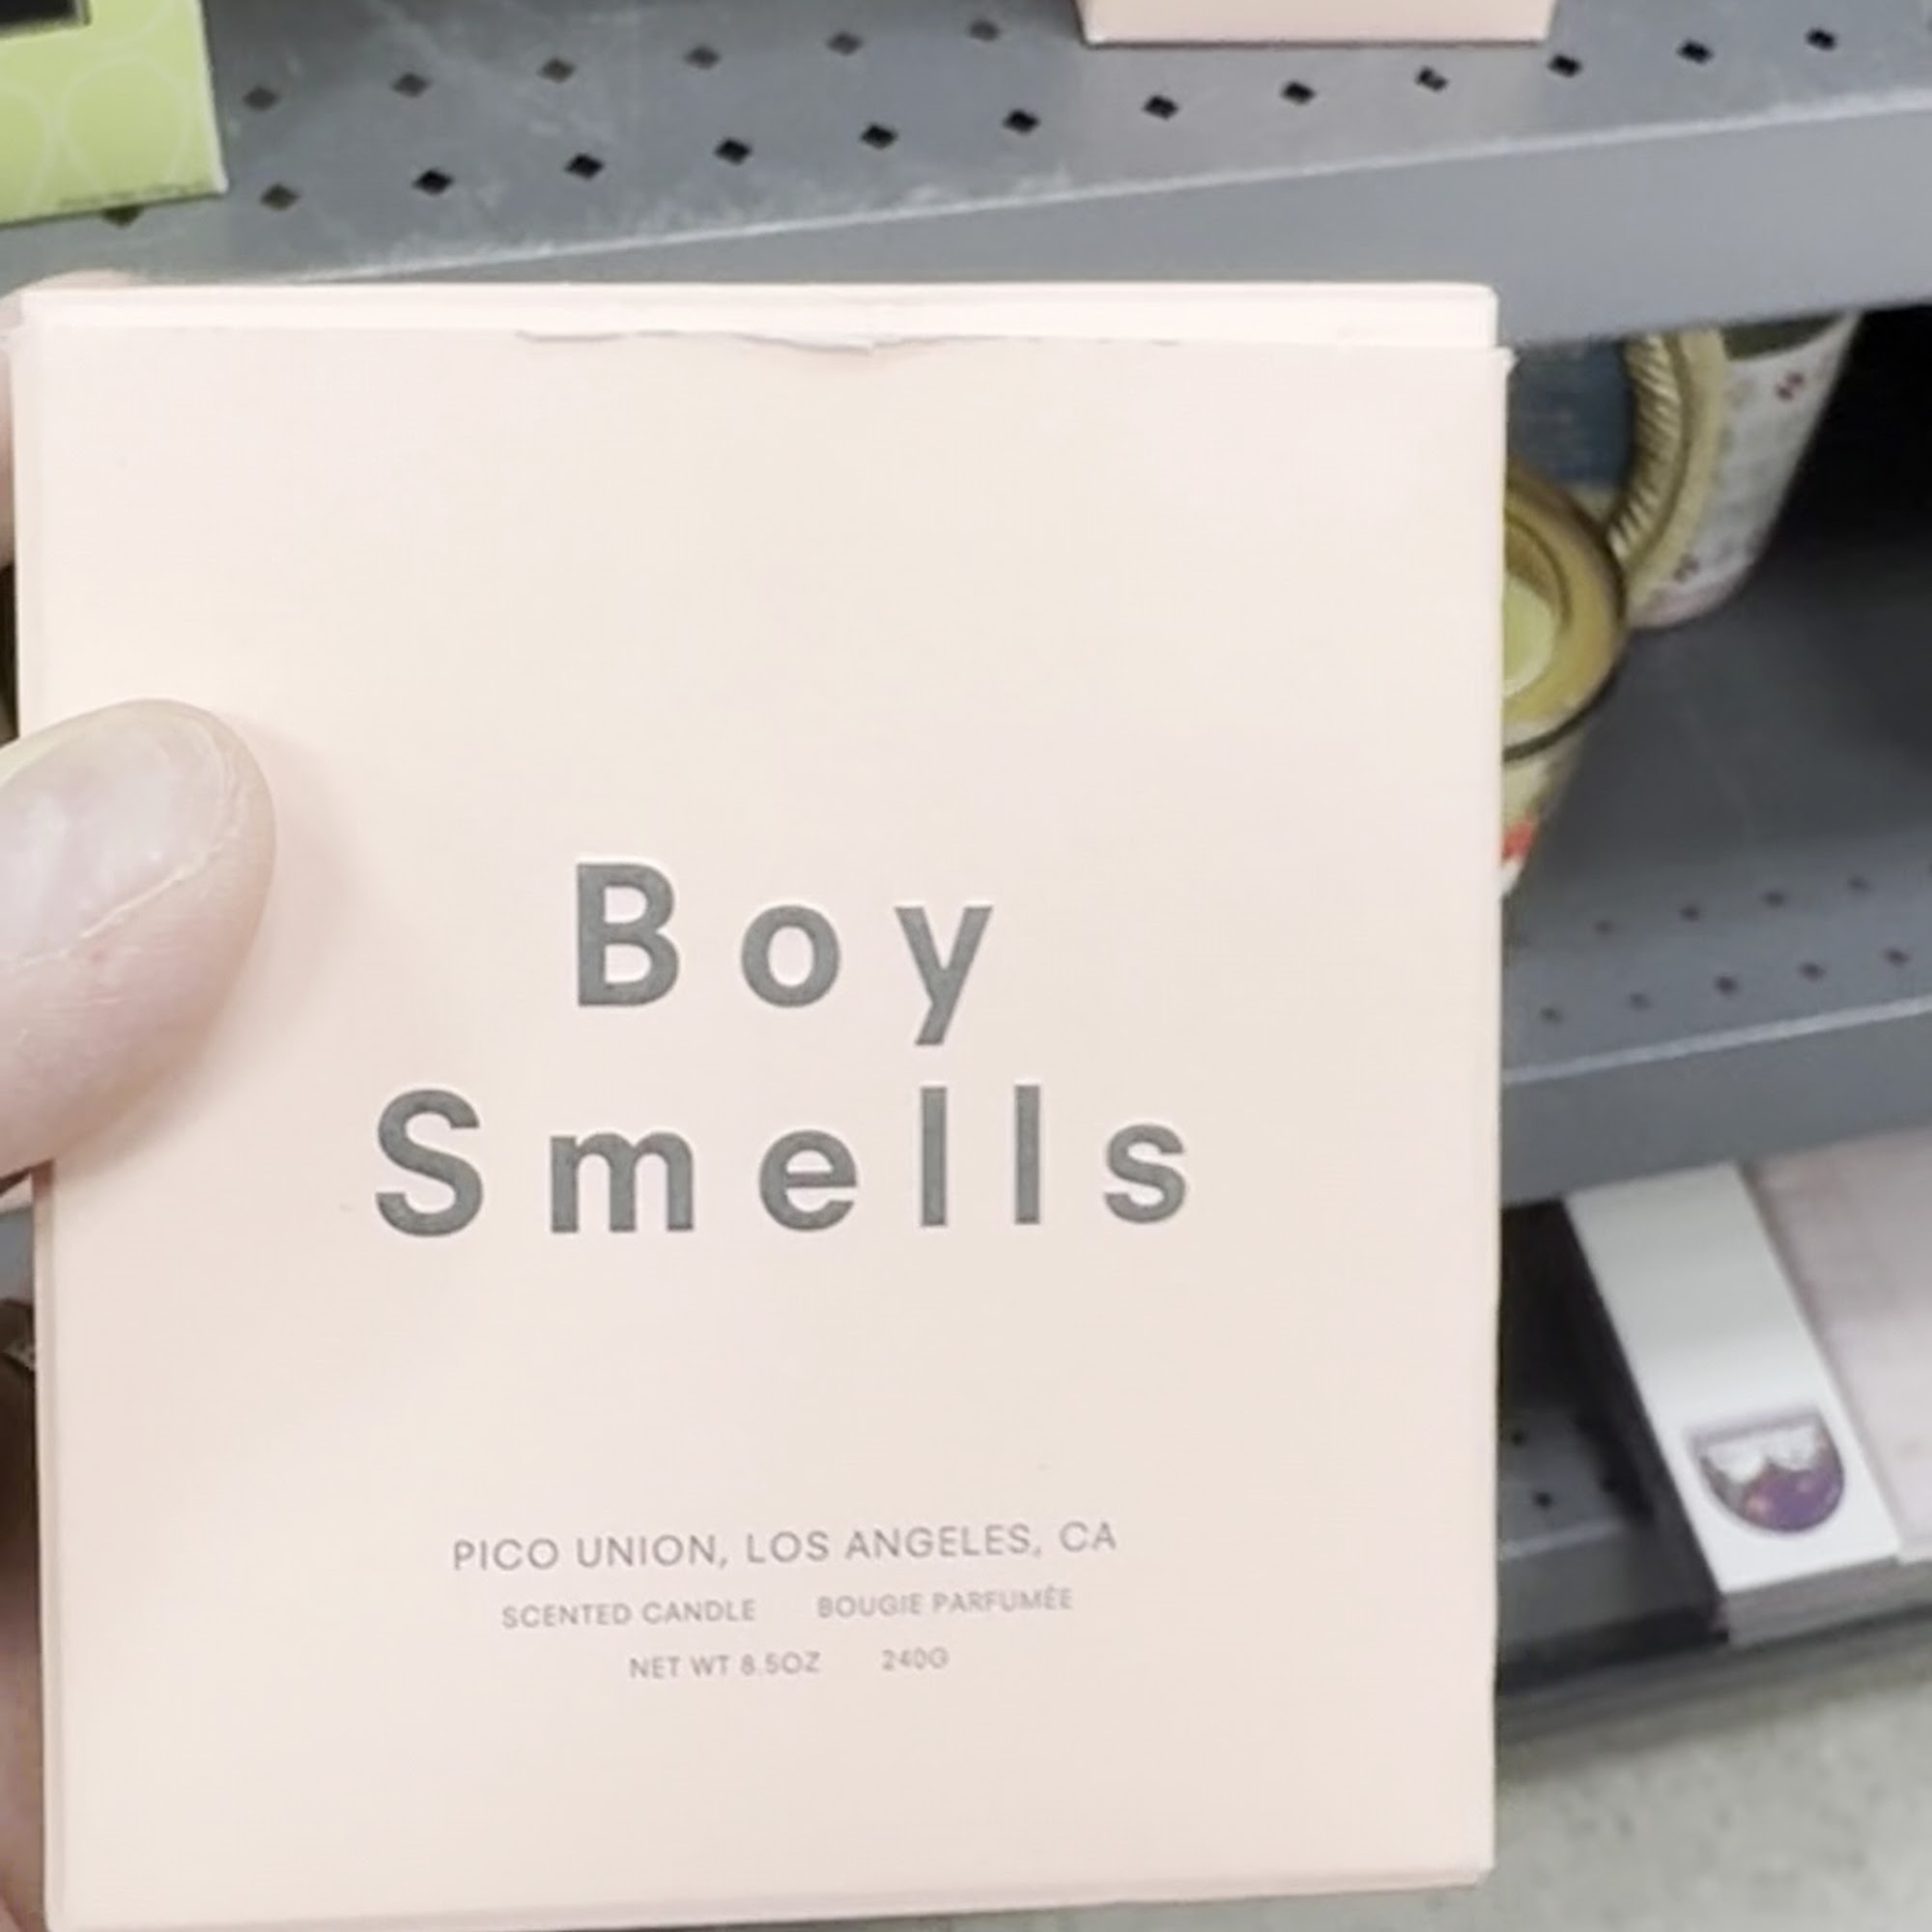 Boy
Smells
PICO UNION, LOS ANGELES, CA
SCENTED CANDLE BOUGIE PARFUMÉE
NET WT 8.5OZ 240G